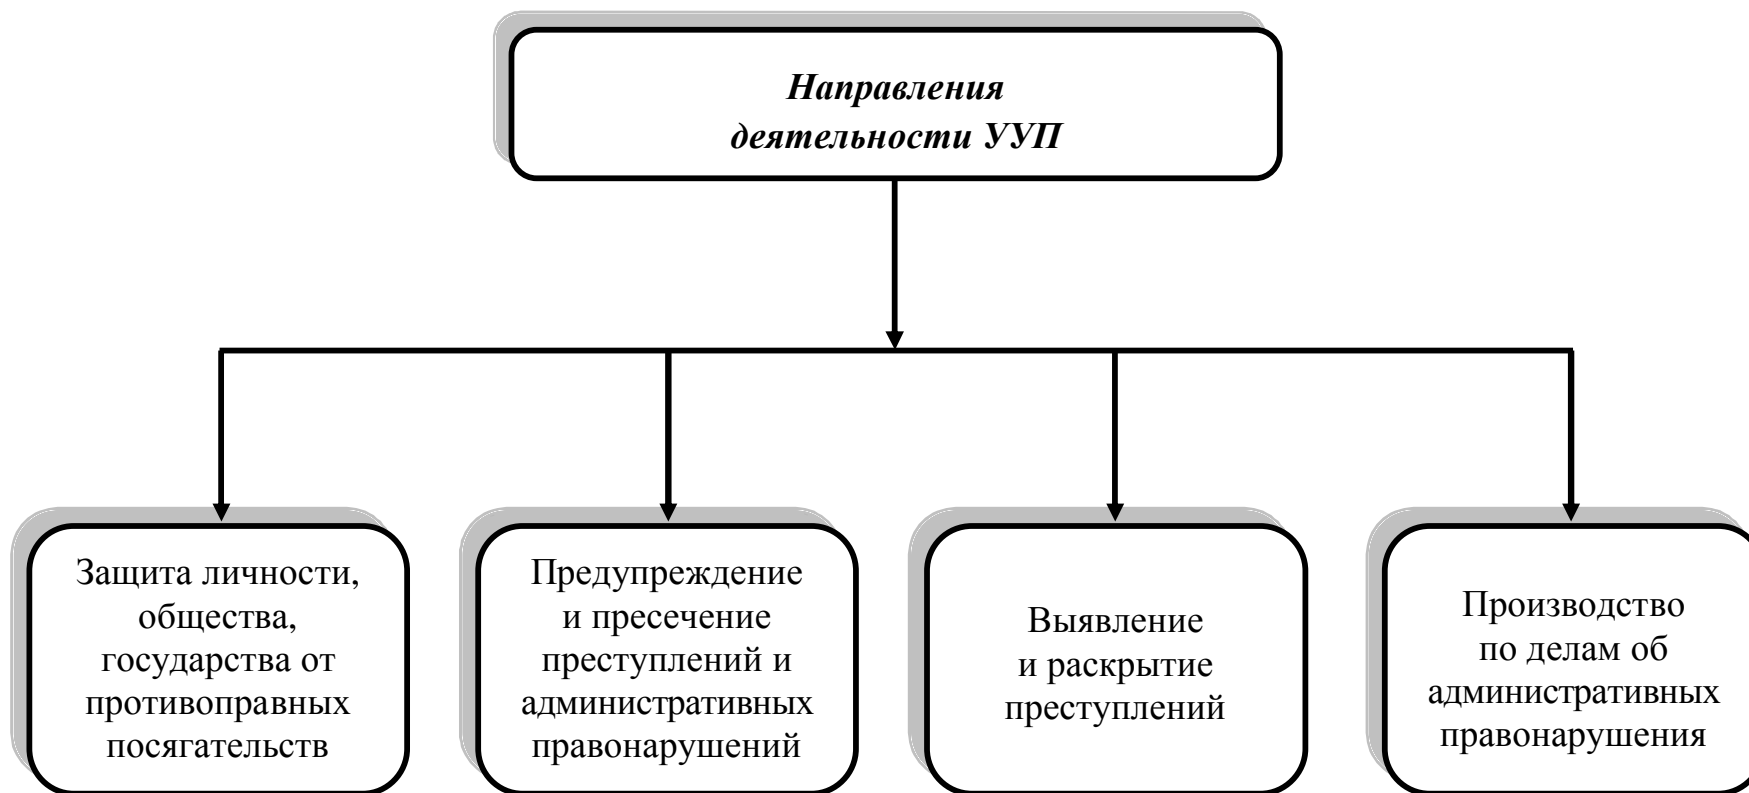 Направления
деятельности УУП
Защита личности,
общества,
государства от
противоправных
посягательств
Предупреждение
и пресечение
преступлений и
административных
правонарушений
Выявление
и раскрытие
преступлений
Производство
по делам об
административных
правонарушения